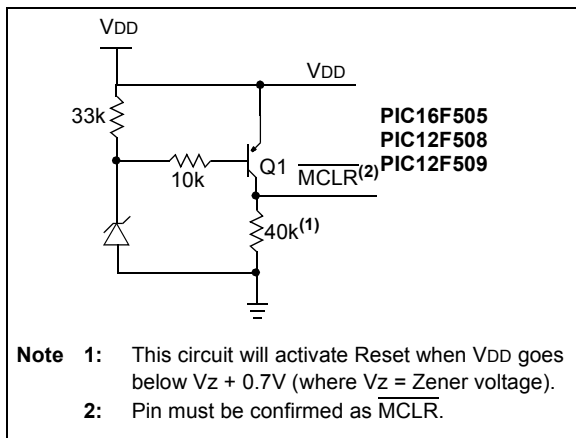 VDD
VDD
33k
PIC16F505
PIC12F508
PIC12F509
Q1
MCLR(2)
10k
40k(1)
Note 1: This circuit will activate Reset when VDD goes
below Vz + 0.7V (where Vz = Zener voltage).
2: Pin must be confirmed as MCLR.